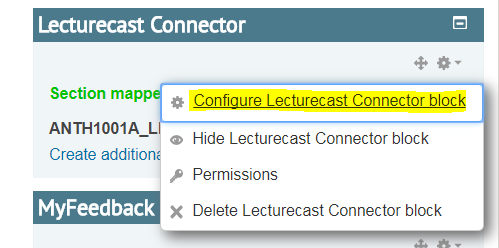 Lecturecast Connector
Section mappe
Configure Lecturecast Connector block
ANTH1001A_L
Hide Lecturecast Connector block
Create additiona
Permissions
MyFeedback
Delete Lecturecast Connector block